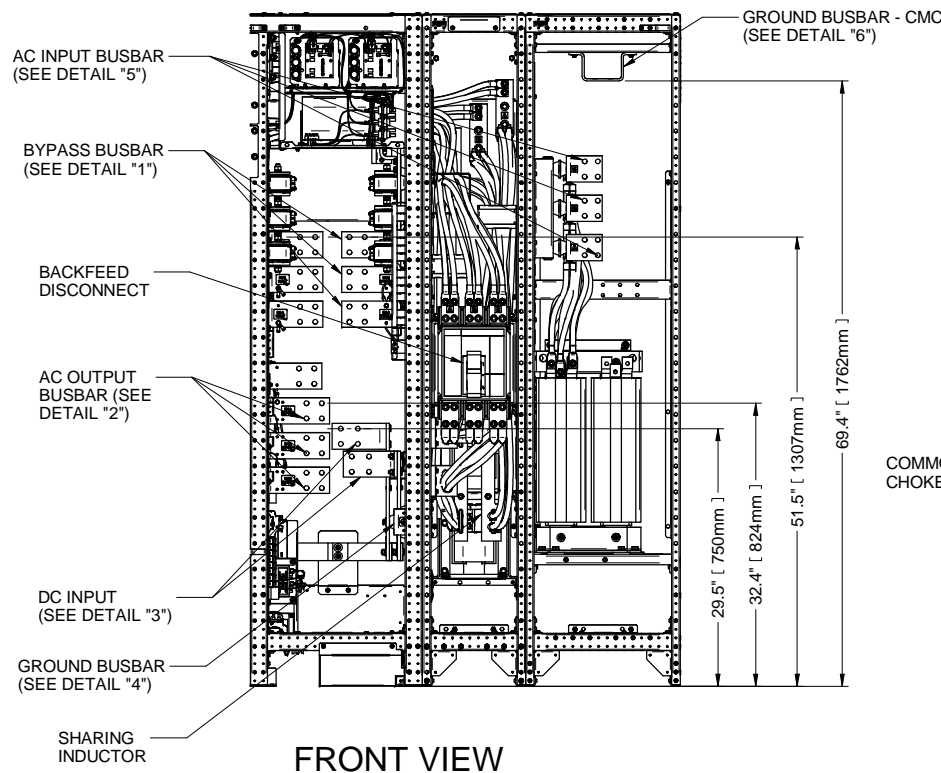 GROUND BUSBAR - CMC
(SEE DETAIL "6")
AC INPUT BUSBAR
(SEE DETAIL "5")
BYPASS BUSBAR
(SEE DETAIL "1")
BACKFEED
DISCONNECT
AC OUTPUT
BUSBAR (SEE
DETAIL "2")
DC INPUT
(SEE DETAIL "3")
GROUND BUSBAR
(SEE DETAIL "4")
SHARING
INDUCTOR
29.5" [ 750mm ]
32.4" [ 824mm ]
51.5" [ 1307mm ]
69.4" [ 1762mm ]
COMMO
CHOKE
FRONT VIEW